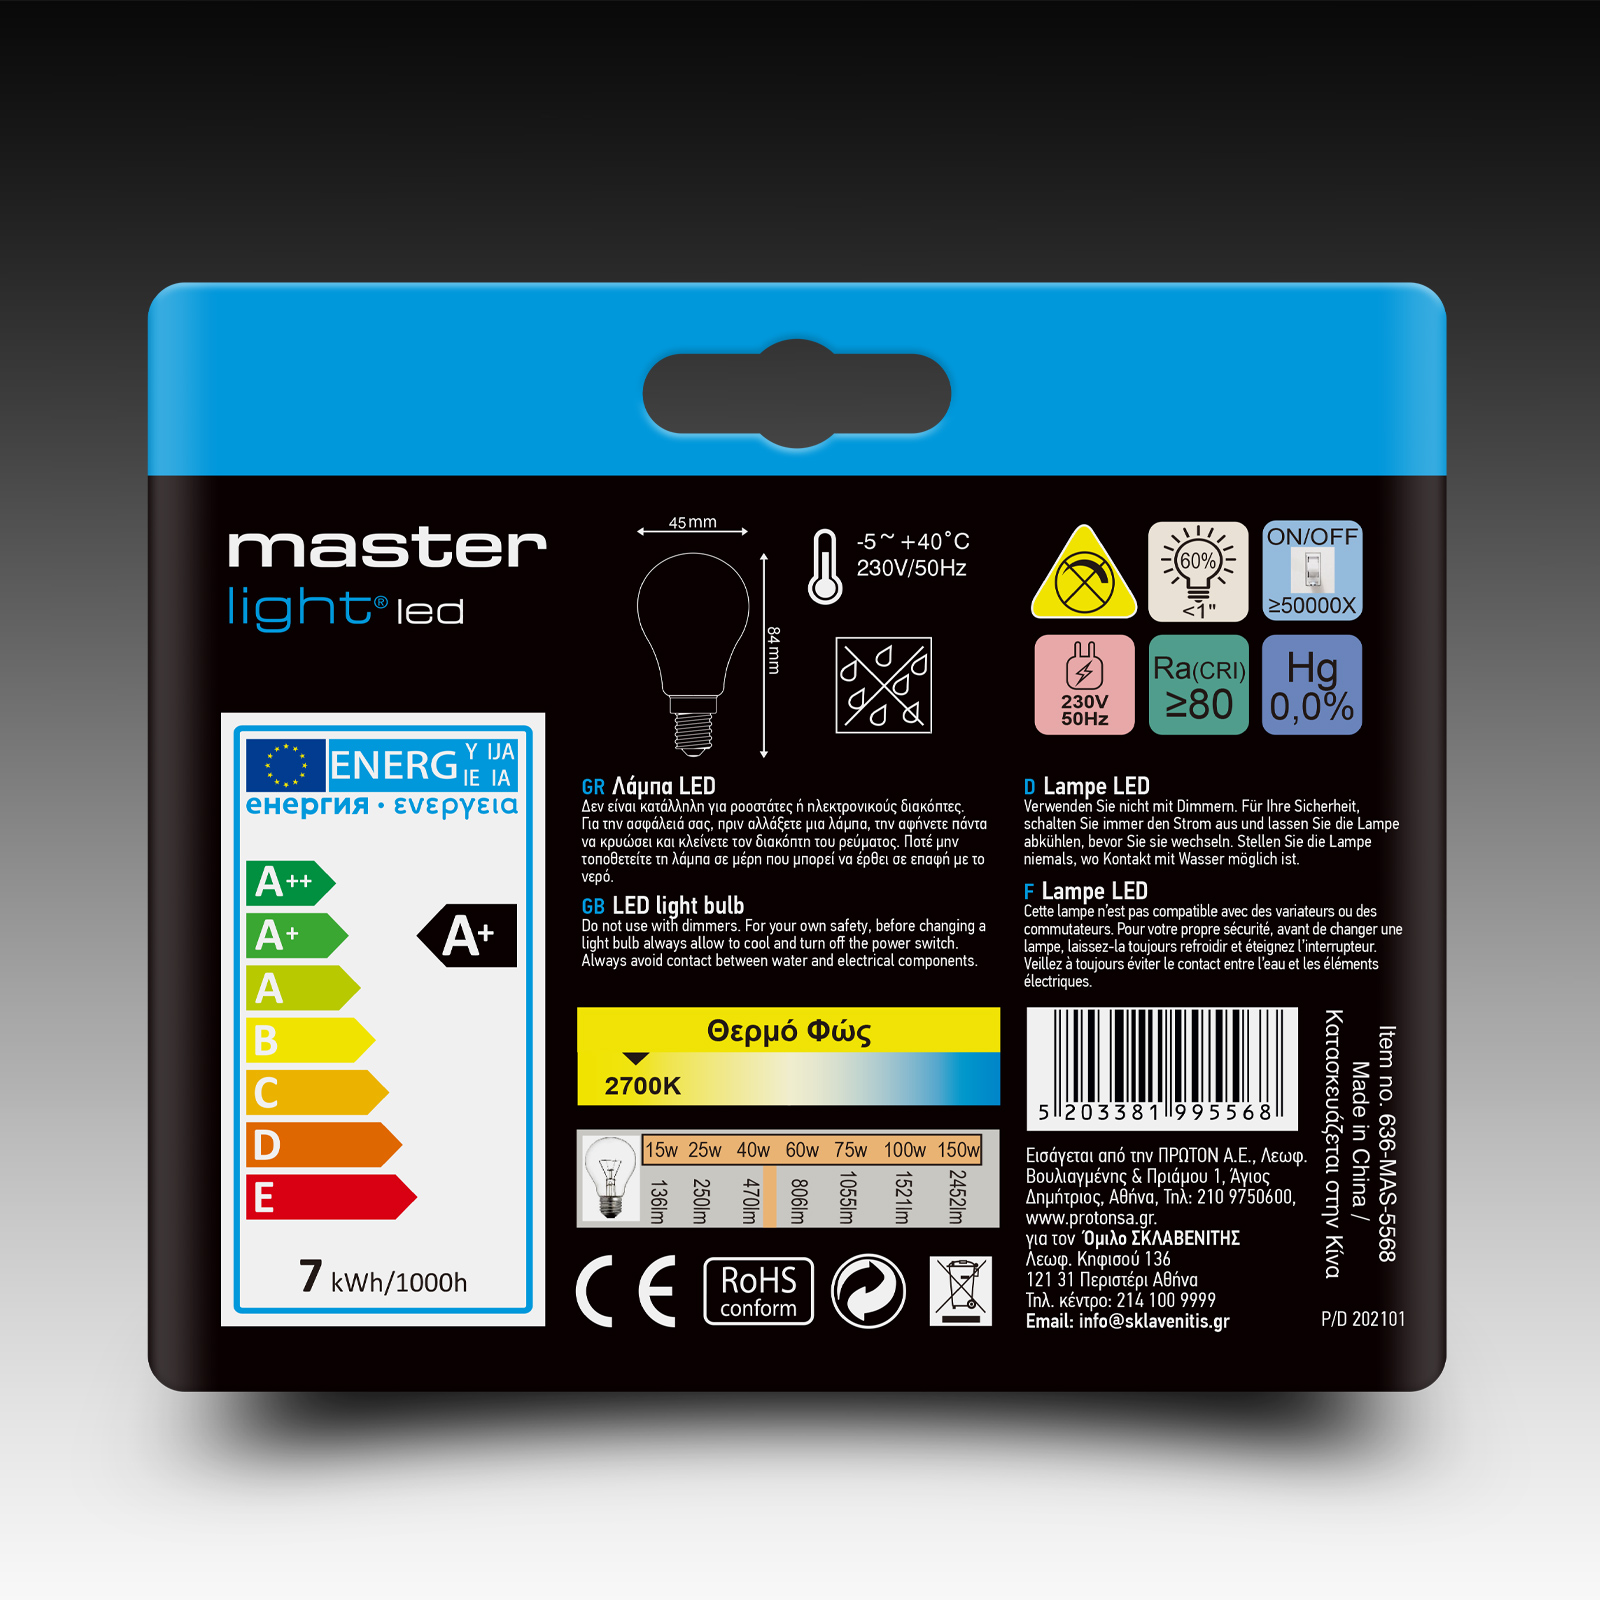 master
light® led
45mm
84mm
-5~+40°C
230V/50Hz
60%
<1"
ON/OFF
≥50000X
230V
50Hz
Ra(CRI)
≥80
Hg
0,0%
ENERG Y IJA
IE IA
енергия · ενεργεια
A++
A+
A+
A
B
C
D
E
7 kWh/1000h
GR Λάμπα LED
Δεν είναι κατάλληλη για ροοστάτες ή ηλεκτρονικούς διακόπτες.
Για την ασφάλειά σας, πριν αλλάξετε μια λάμπα, την αφήνετε πάντα
να κρυώσει και κλείνετε τον διακόπτη του ρεύματος. Ποτέ μην
τοποθετείτε τη λάμπα σε μέρη που μπορεί να έρθει σε επαφή με το
νερό.
GB LED light bulb
Do not use with dimmers. For your own safety, before changing a
light bulb always allow to cool and turn off the power switch.
Always avoid contact between water and electrical components.
D Lampe LED
Verwenden Sie nicht mit Dimmern. Für Ihre Sicherheit,
schalten Sie immer den Strom aus und lassen Sie die Lampe
abkühlen, bevor Sie sie wechseln. Stellen Sie die Lampe
niemals, wo Kontakt mit Wasser möglich ist.
F Lampe LED
Cette lampe n'est pas compatible avec des variateurs ou des
commutateurs. Pour votre propre sécurité, avant de changer une
lampe, laissez-la toujours refroidir et éteignez l'interrupteur.
Veillez à toujours éviter le contact entre l'eau et les éléments
électriques.
Θερμό Φώς
2700K
15w 25w 40w 60w 75w 100w 150w
136lm 250lm 470lm 806lm 1055lm 1521lm 2452lm
CE
RoHS
conform
5 203381 995568
Item no. 636-MAS-5568
Made in China /
Κατασκευάζεται στην Κίνα
Εισάγεται από την ΠΡΩΤΟΝ Α.Ε., Λεωφ.
Βουλιαγμένης & Πριάμου 1, Άγιος
Δημήτριος, Αθήνα, Τηλ: 210 9750600,
www.protonsa.gr.
για τον Όμιλο ΣΚΛΑΒΕΝΙΤΗΣ
Λεωφ. Κηφισού 136
121 31 Περιστέρι Αθήνα
Τηλ. κέντρο: 214 100 9999
Email: info@sklavenitis.gr
P/D 202101